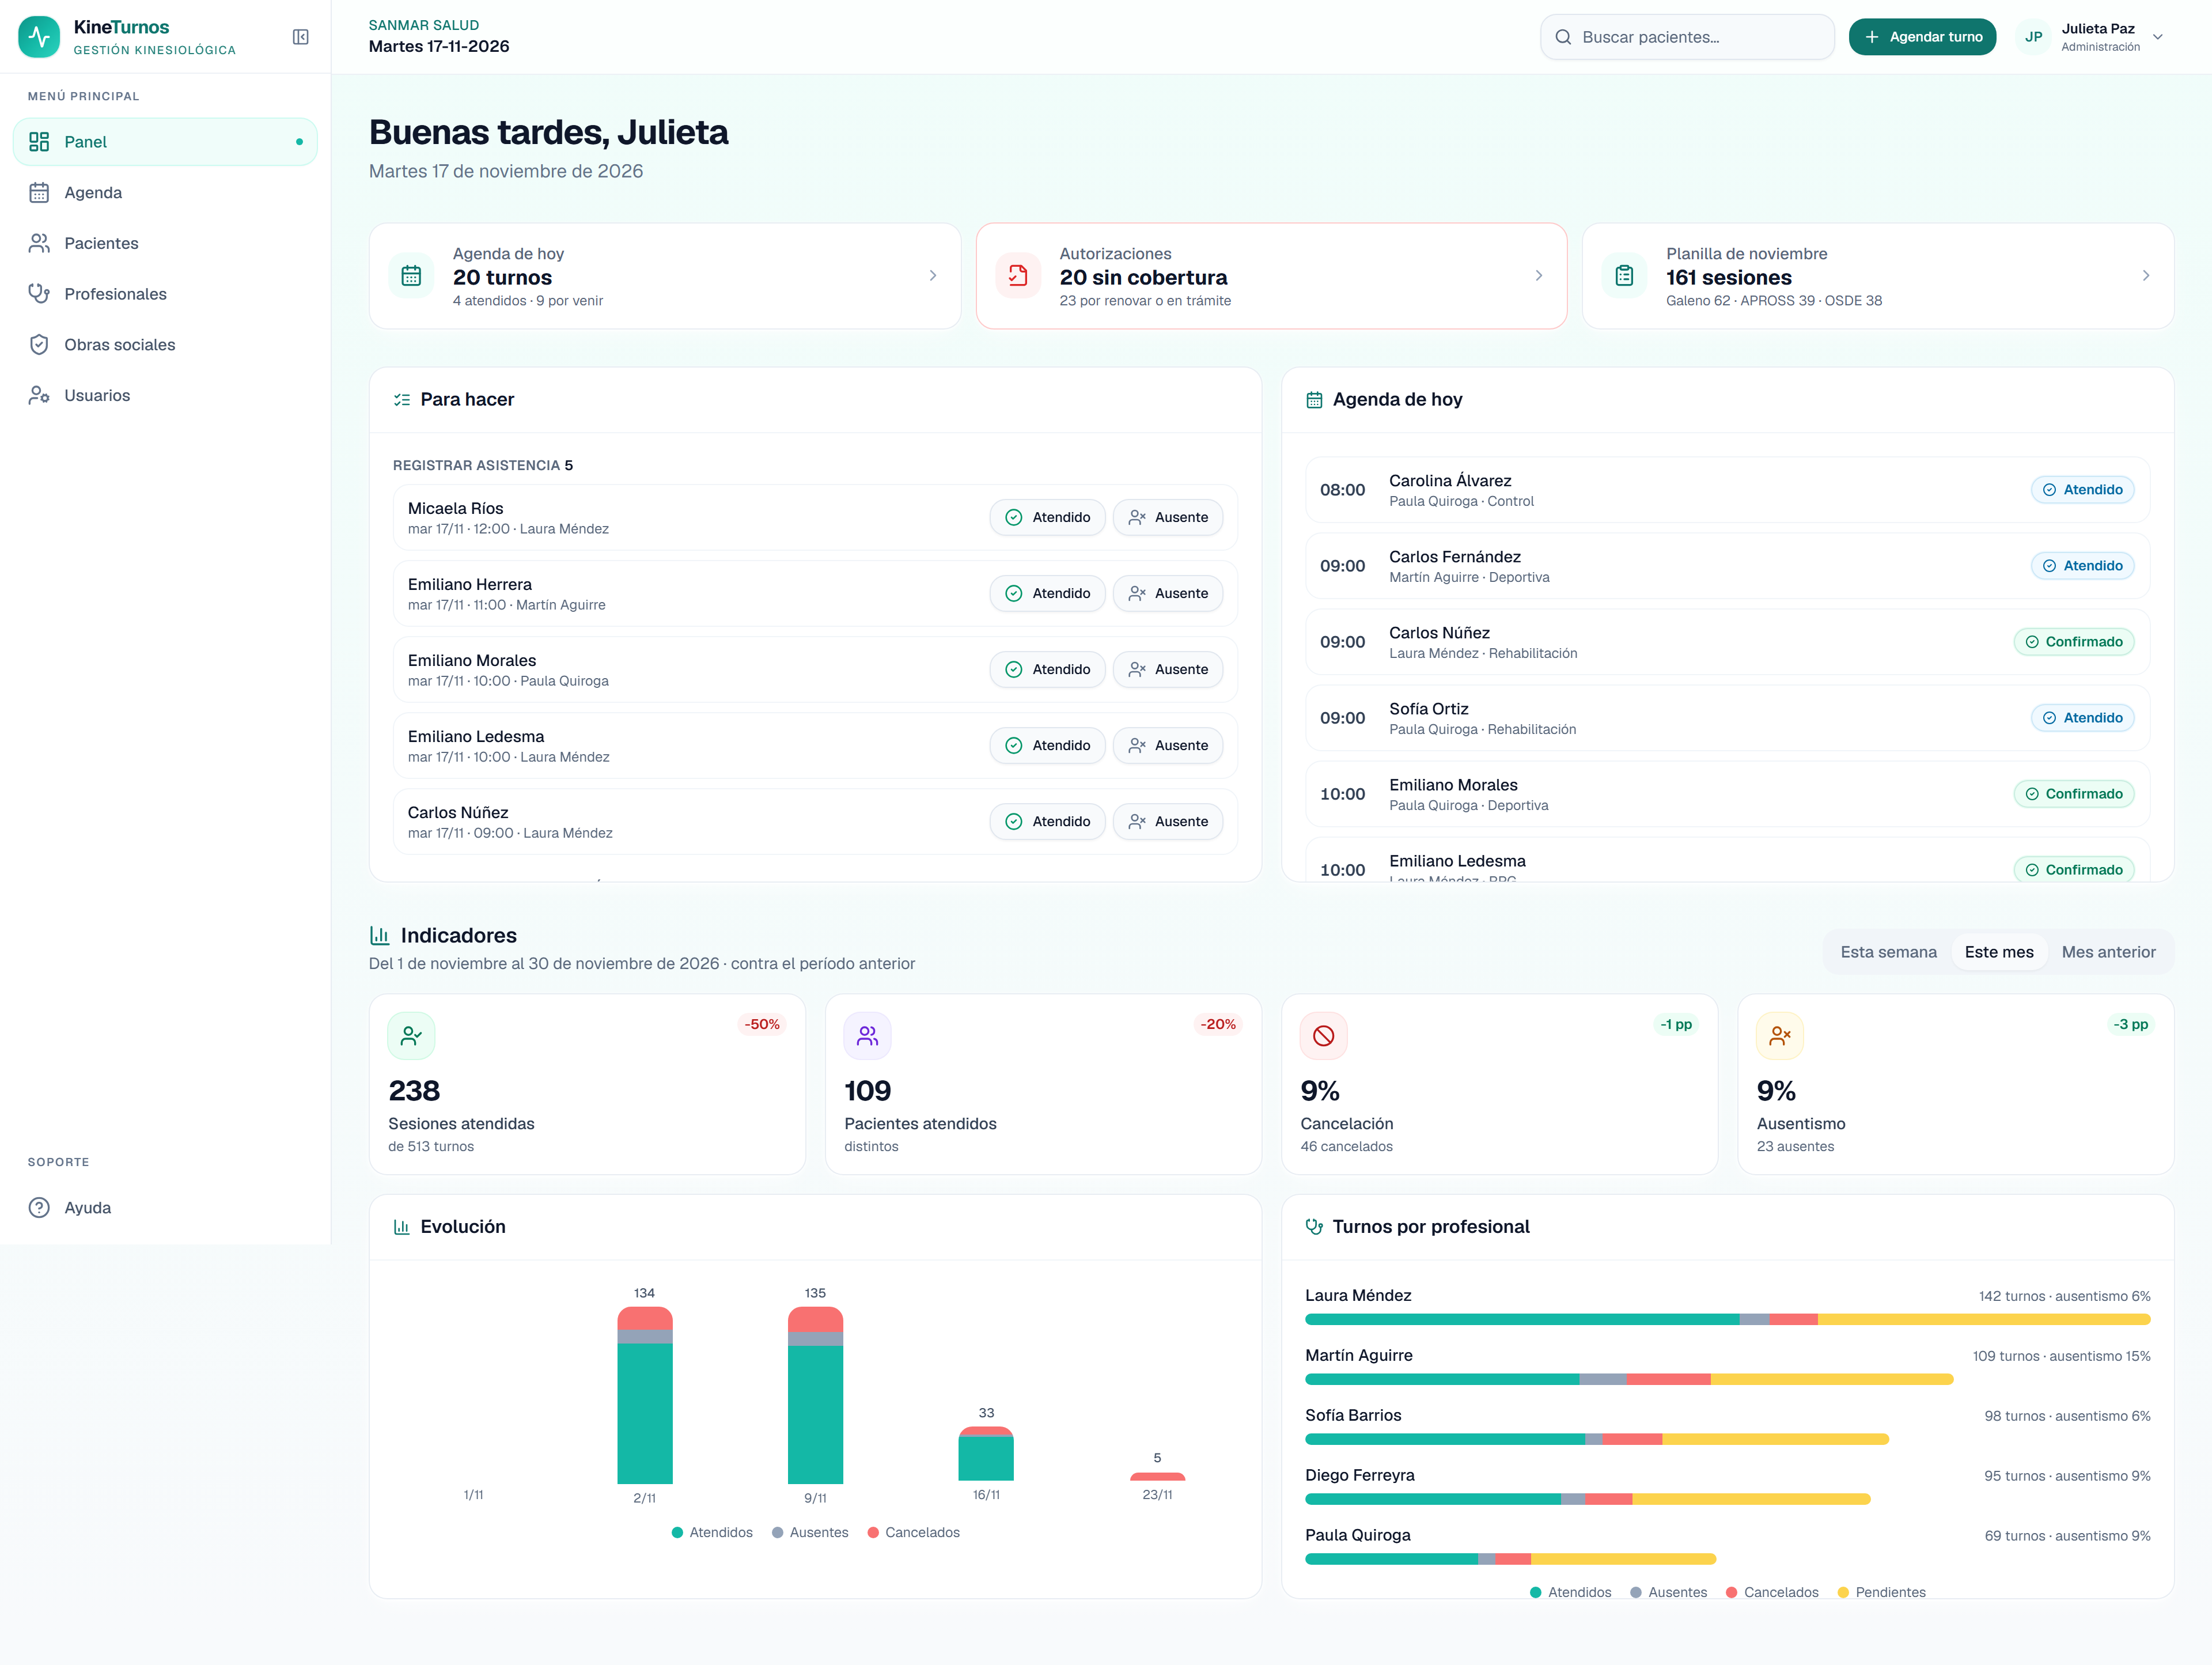 KineTurnos
GESTIÓN KINESIOLÓGICA
MENÚ PRINCIPAL
Panel
Agenda
Pacientes
Profesionales
Obras sociales
Usuarios
SOPORTE
Ayuda
SANMAR SALUD
Martes 17-11-2026
Buscar pacientes...
Agendar turno
JP
Julieta Paz
Administración
Buenas tardes, Julieta
Martes 17 de noviembre de 2026
Agenda de hoy
20 turnos
4 atendidos · 9 por venir
Autorizaciones
20 sin cobertura
23 por renovar o en trámite
Planilla de noviembre
161 sesiones
Galeno 62 · APROSS 39 · OSDE 38
Para hacer
REGISTRAR ASISTENCIA 5
Micaela Ríos
mar 17/11 · 12:00 · Laura Méndez
Atendido Ausente
Emiliano Herrera
mar 17/11 · 11:00 · Martín Aguirre
Atendido Ausente
Emiliano Morales
mar 17/11 · 10:00 · Paula Quiroga
Atendido Ausente
Emiliano Ledesma
mar 17/11 · 10:00 · Laura Méndez
Atendido Ausente
Carlos Núñez
mar 17/11 · 09:00 · Laura Méndez
Atendido Ausente
Agenda de hoy
08:00
Carolina Álvarez
Paula Quiroga · Control
Atendido
09:00
Carlos Fernández
Martín Aguirre · Deportiva
Atendido
09:00
Carlos Núñez
Laura Méndez · Rehabilitación
Confirmado
09:00
Sofía Ortiz
Paula Quiroga · Rehabilitación
Atendido
10:00
Emiliano Morales
Paula Quiroga · Deportiva
Confirmado
10:00
Emiliano Ledesma
Laura Méndez ·
Confirmado
Indicadores
Del 1 de noviembre al 30 de noviembre de 2026 · contra el período anterior
Esta semana Este mes Mes anterior
-50%
238
Sesiones atendidas
de 513 turnos
-20%
109
Pacientes atendidos
distintos
-1 pp
9%
Cancelación
46 cancelados
-3 pp
9%
Ausentismo
23 ausentes
Evolución
134
135
33
5
1/11 2/11 9/11 16/11 23/11
Atendidos Ausentes Cancelados
Turnos por profesional
Laura Méndez 142 turnos · ausentismo 6%
Martín Aguirre 109 turnos · ausentismo 15%
Sofía Barrios 98 turnos · ausentismo 6%
Diego Ferreyra 95 turnos · ausentismo 9%
Paula Quiroga 69 turnos · ausentismo 9%
Atendidos Ausentes Cancelados Pendientes